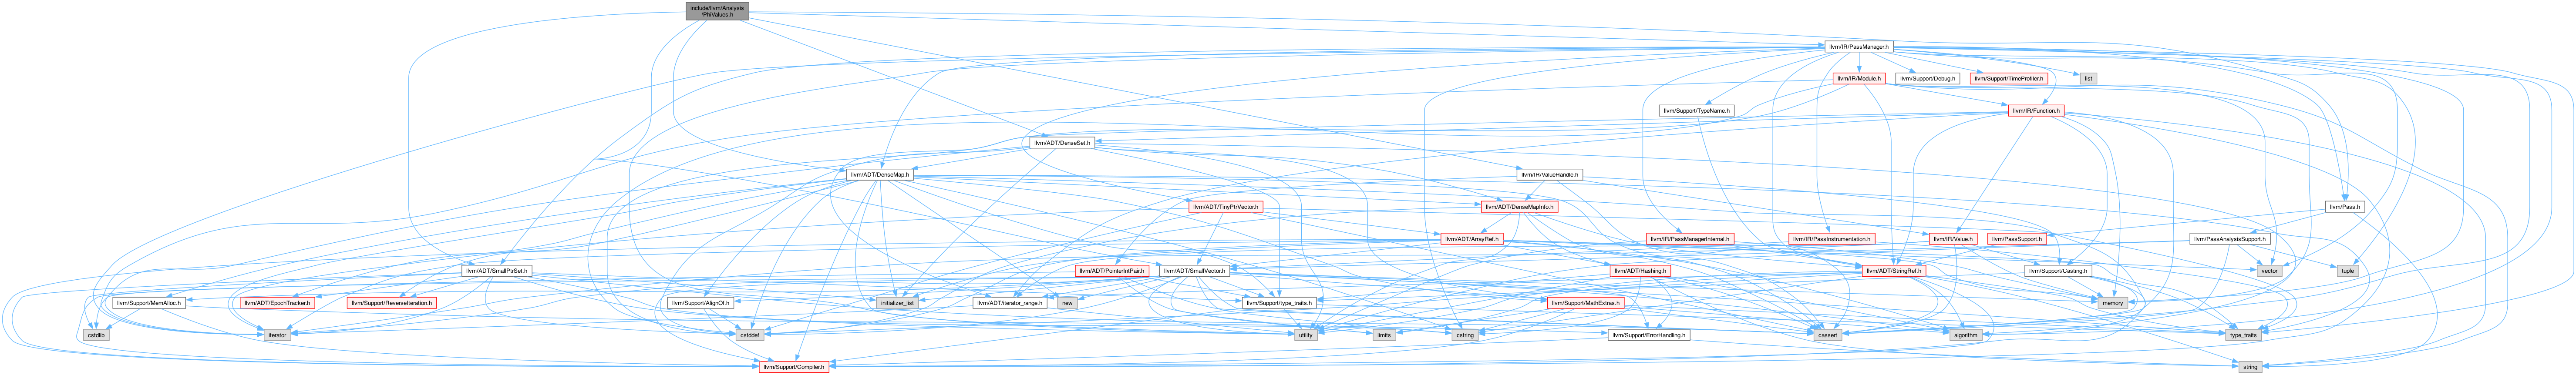 include/llvm/Analysis
/PhiValues.h
llvm/IR/PassManager.h
llvm/IR/Module.h
llvm/Support/Debug.h
llvm/Support/TimeProfiler.h
list
llvm/Support/TypeName.h
llvm/IR/Function.h
llvm/ADT/DenseSet.h
llvm/ADT/DenseMap.h
llvm/IR/ValueHandle.h
llvm/ADT/TinyPtrVector.h
llvm/ADT/DenseMapInfo.h
llvm/Pass.h
llvm/ADT/ArrayRef.h
llvm/IR/PassManagerInternal.h
llvm/IR/PassInstrumentation.h
llvm/IR/Value.h
llvm/PassSupport.h
llvm/PassAnalysisSupport.h
llvm/ADT/SmallPtrSet.h
llvm/ADT/PointerIntPair.h
llvm/ADT/SmallVector.h
llvm/ADT/Hashing.h
llvm/ADT/StringRef.h
llvm/Support/Casting.h
vector
tuple
llvm/Support/MemAlloc.h
llvm/ADT/EpochTracker.h
llvm/Support/ReverseIteration.h
llvm/Support/AlignOf.h
initializer_list
llvm/ADT/iterator_range.h
new
llvm/Support/type_traits.h
llvm/Support/MathExtras.h
memory
cstdlib
iterator
cstddef
utility
limits
cstring
cassert
llvm/Support/ErrorHandling.h
algorithm
type_traits
llvm/Support/Compiler.h
string